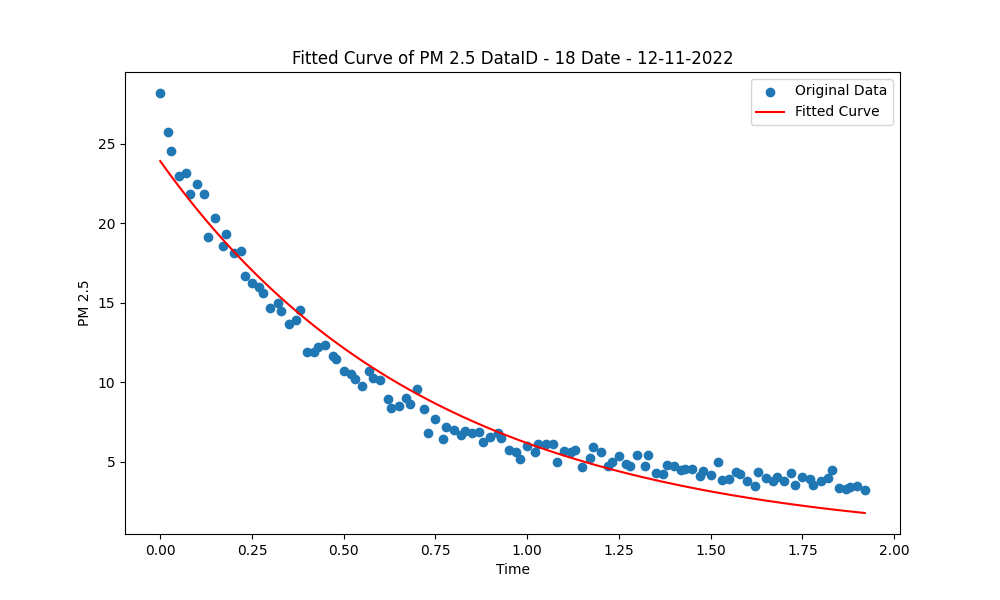 Fitted Curve of PM 2.5 DataID - 18 Date - 12-11-2022
Original Data
Fitted Curve
25
20
15
10
5
PM 2.5
0.00 0.25 0.50 0.75 1.00 1.25 1.50 1.75 2.00
Time